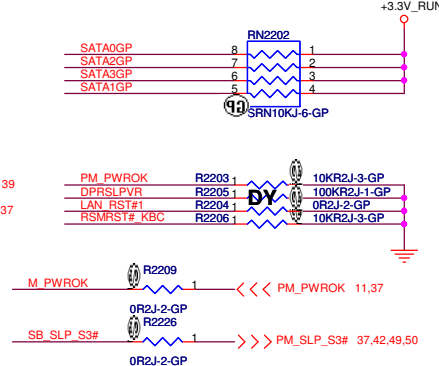 +3.3V_RUN
RN2202
SATA0GP 8 1
SATA2GP 7 2
SATA3GP 6 3
SATA1GP 5 4
GP SRN10KJ-6-GP
39 PM_PWROK R2203 1 10KR2J-3-GP
DPRSLPVR R2205 1 DY 100KR2J-1-GP
37 LAN_RST#1 R2204 1 0R2J-2-GP
RSMRST#_KBC R2206 1 10KR2J-3-GP
R2209
M_PWROK 1 PM_PWROK 11,37
0R2J-2-GP
R2226
SB_SLP_S3# 1 PM_SLP_S3# 37,42,49,50
0R2J-2-GP